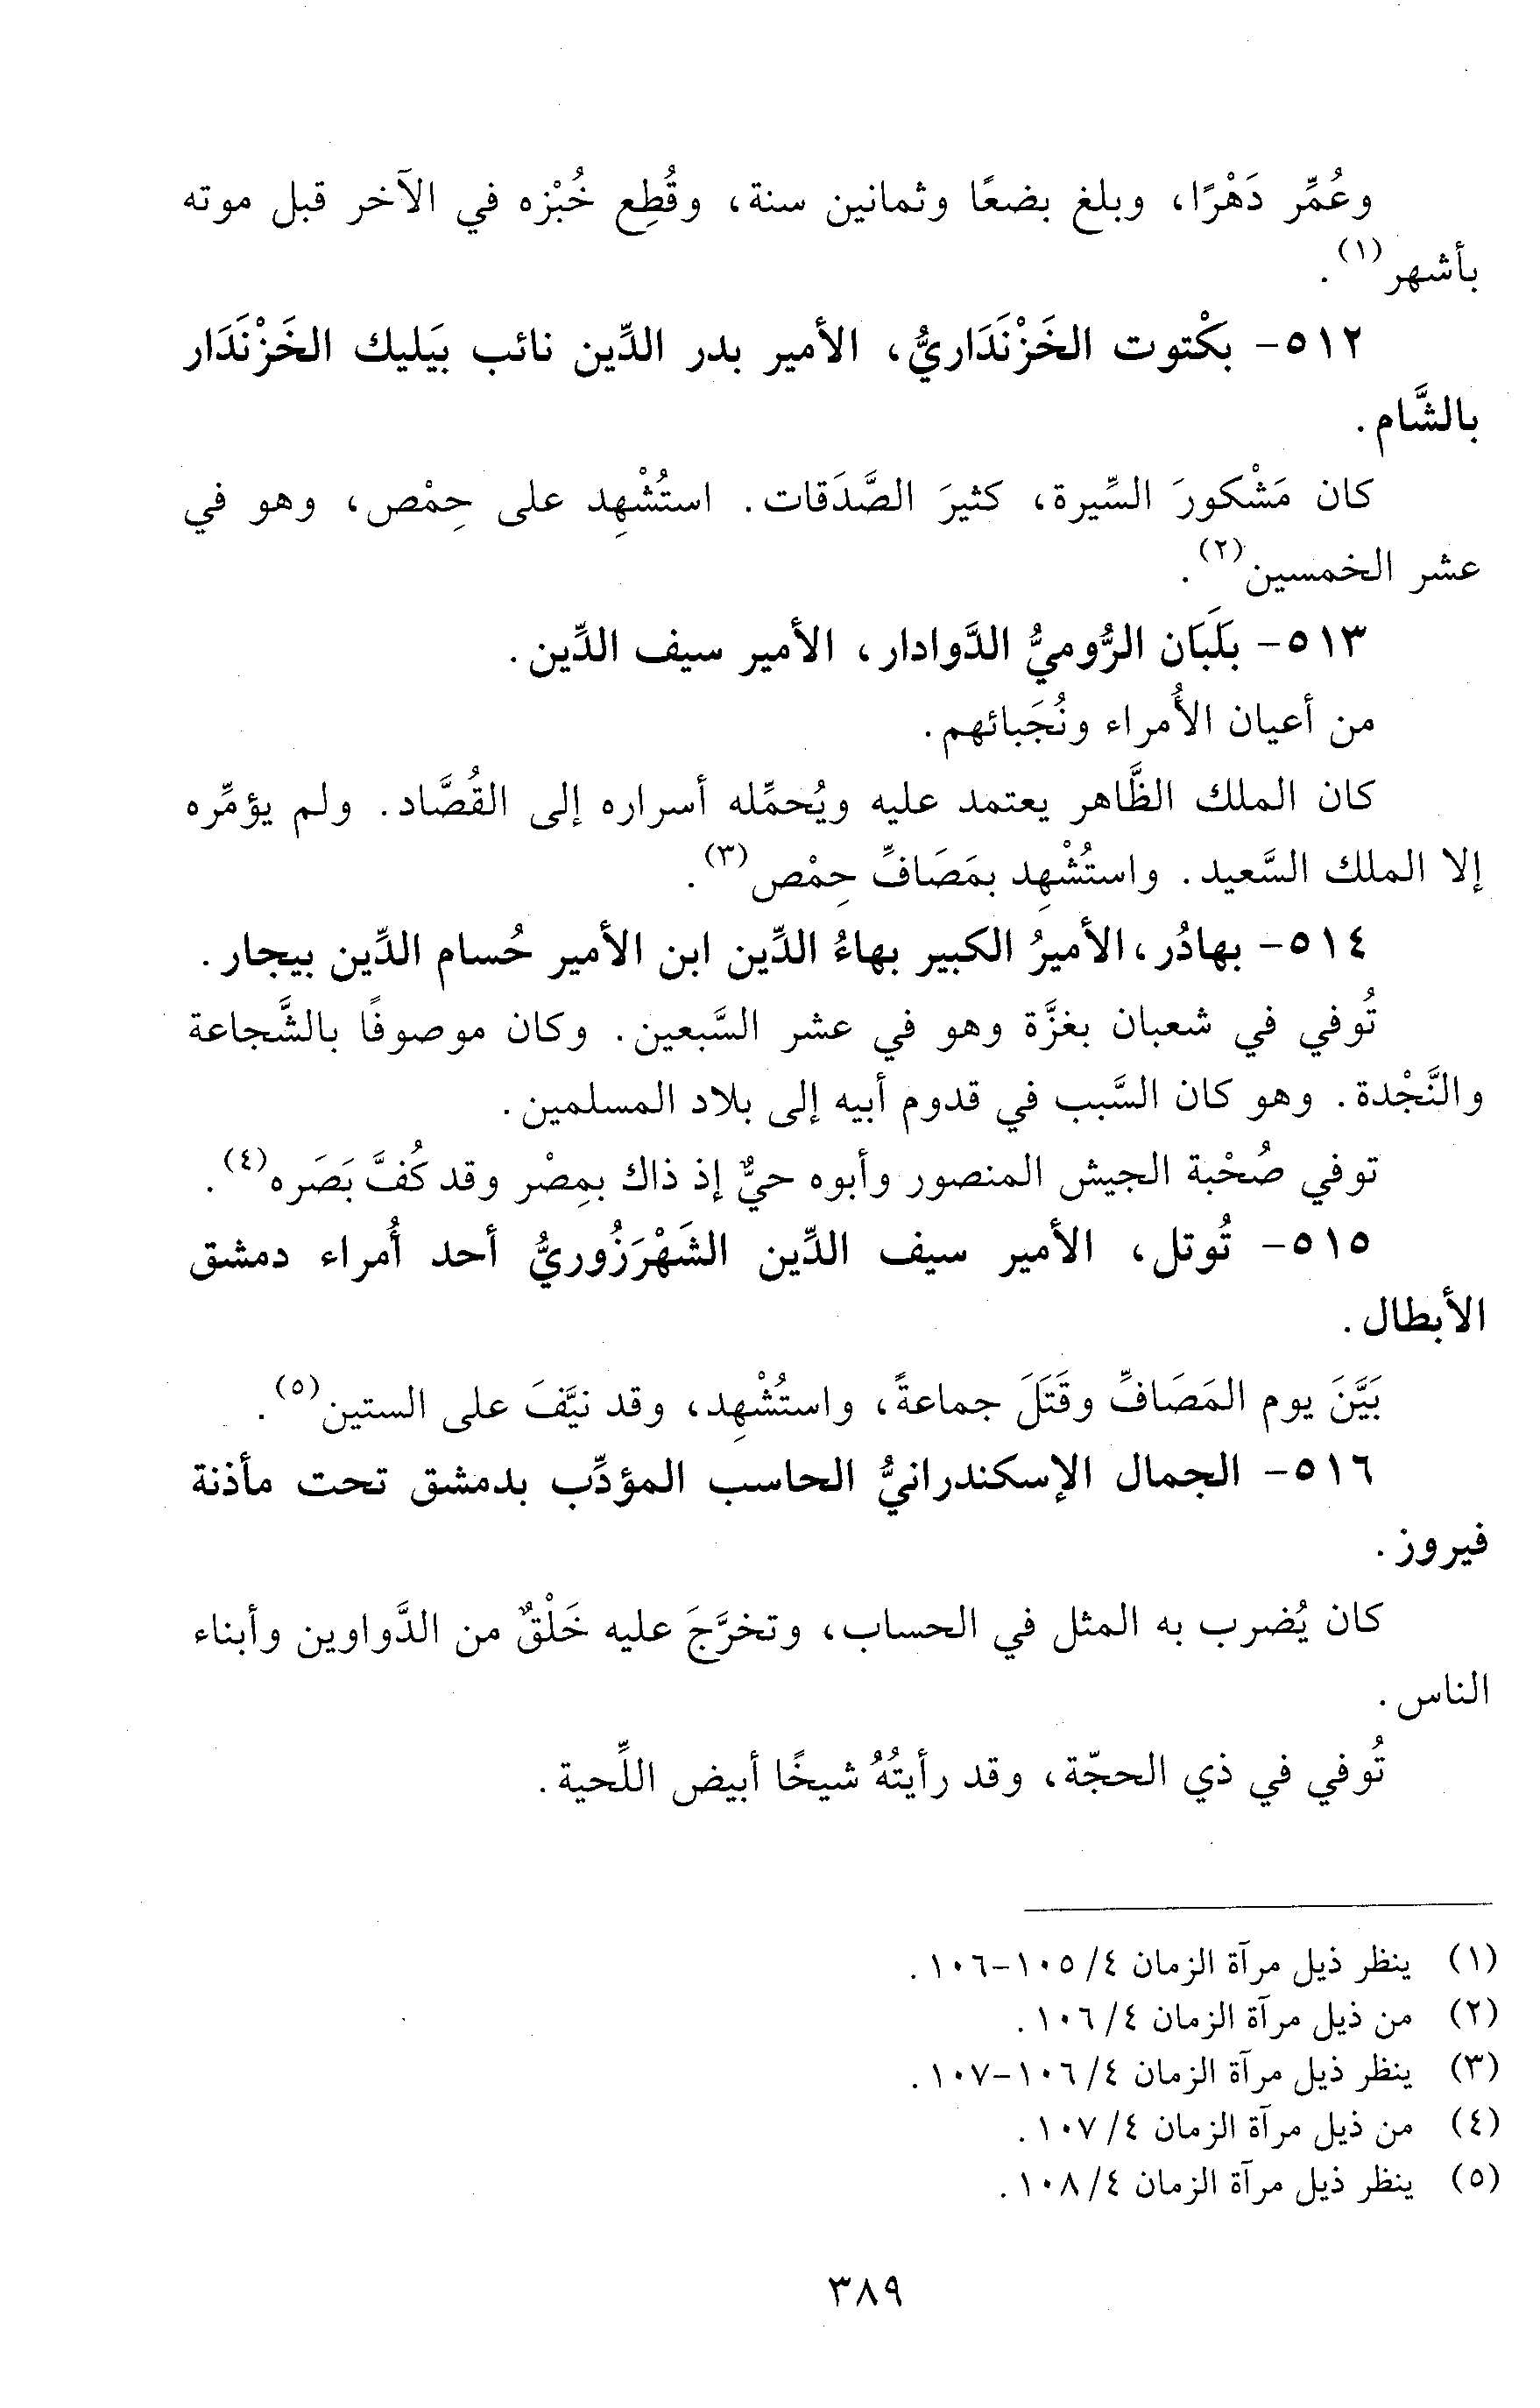 وعُمِّر دَهْرًا، وبلغ بضعًا وثمانين سنة، وقُطِع خُبْزه في الآخر قبل موته
بأشهر(١).
٥١٢- بكْتوت الخَزْنَدَاريُّ، الأمير بدر الدِّين نائب بَيليك الخَزْنَدَار
بالشَّام.
كان مَشْكورَ السِّيرة، كثيرَ الصَّدَقات. استُشْهِد على حِمْص، وهو في
عشر الخمسين(٢).
٥١٣- بَلَبَان الرُّوميُّ الدَّوادار، الأمير سيف الدِّين.
من أعيان الأُمراء ونُجَبائهم.
كان الملك الظَّاهر يعتمد عليه ويُحمِّله أسراره إلى القُصَّاد. ولم يؤمِّره
إلا الملك السَّعيد. واستُشْهِد بمَصَافِّ حِمْص(٣).
٥١٤- بهادُر، الأميرُ الكبير بهاءُ الدِّين ابن الأمير حُسام الدِّين بيجار.
تُوفي في شعبان بغزَّة وهو في عشر السَّبعين. وكان موصوفًا بالشَّجاعة
والنَّجْدة. وهو كان السَّبب في قدوم أبيه إلى بلاد المسلمين.
توفي صُحْبة الجيش المنصور وأبوه حيٌّ إذ ذاك بمِصْر وقد كُفَّ بَصَره(٤).
٥١٥- تُوتل، الأمير سيف الدِّين الشَهْرَزُوريُّ أحد أُمراء دمشق
الأبطال.
بَيَّنَ يوم المَصَافِّ وقَتَلَ جماعةً، واستُشْهِد، وقد نيَّفَ على الستين(٥).
٥١٦- الجمال الإسكندرانيُّ الحاسب المؤدِّب بدمشق تحت مأذنة
فيروز.
كان يُضرب به المثل في الحساب، وتخرَّجَ عليه خَلْقٌ من الدَّواوين وأبناء
الناس.
تُوفي في ذي الحجّة، وقد رأيتُهُ شيخًا أبيض اللِّحية.
(١) ينظر ذيل مرآة الزمان ٤/ ١٠٥-١٠٦.
(٢) من ذيل مرآة الزمان ٤/ ١٠٦.
(٣) ينظر ذيل مرآة الزمان ٤/ ١٠٦-١٠٧.
(٤) من ذيل مرآة الزمان ٤/ ١٠٧.
(٥) ينظر ذيل مرآة الزمان ٤/ ١٠٨.
٣٨٩